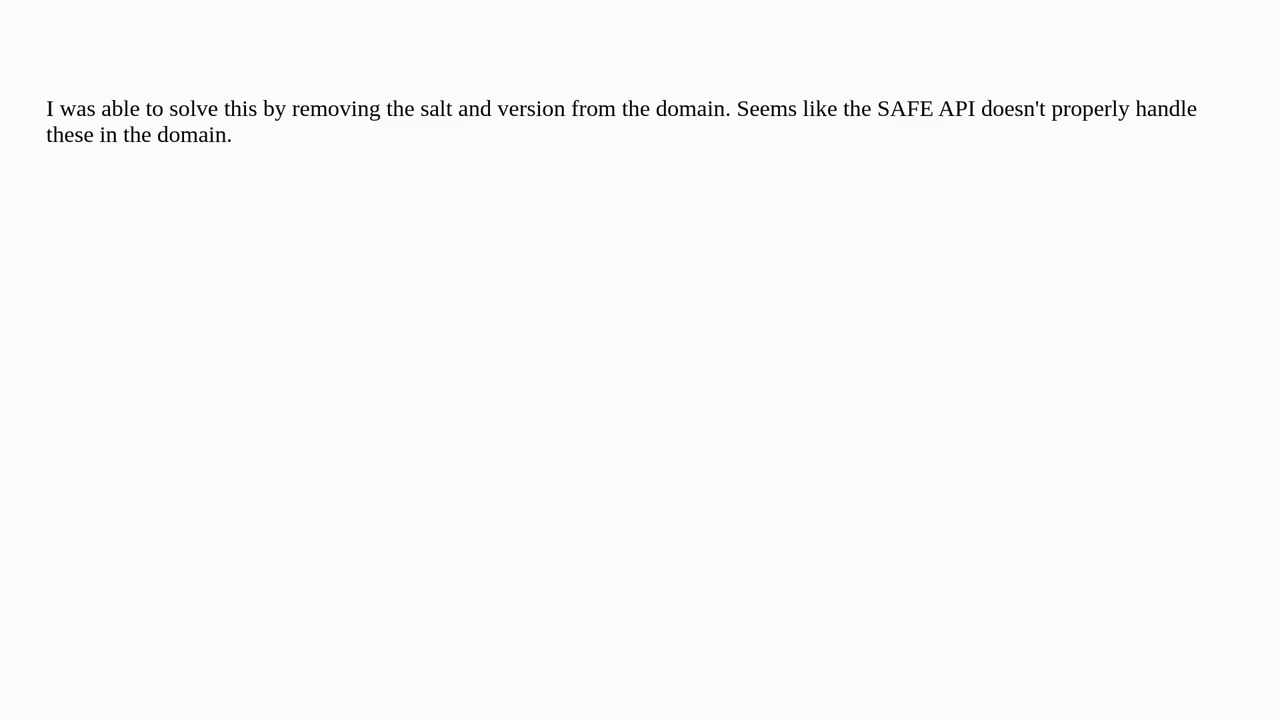 I was able to solve this by removing the salt and version from the domain. Seems like the SAFE API doesn't properly handle
these in the domain.